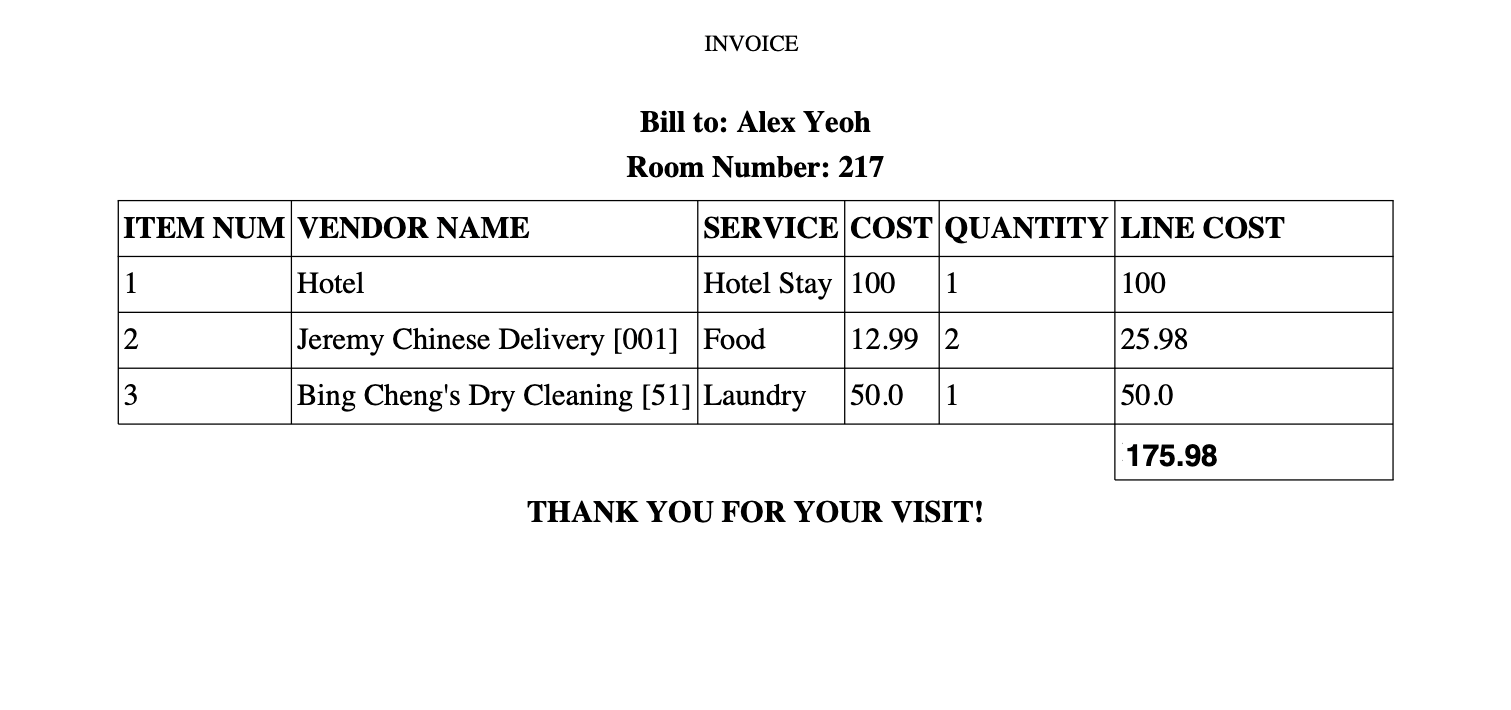 INVOICE
Bill to: Alex Yeoh
Room Number: 217
ITEM NUM VENDOR NAME SERVICE COST QUANTITY LINE COST
1 Hotel Hotel Stay 100 1 100
2 Jeremy Chinese Delivery [001] Food 12.99 2 25.98
3 Bing Cheng's Dry Cleaning [51] Laundry 50.0 1 50.0
175.98
THANK YOU FOR YOUR VISIT!